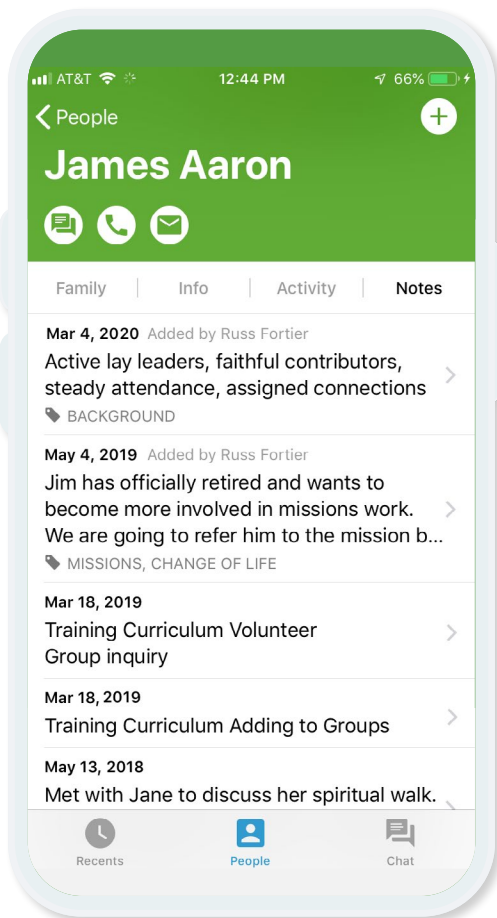 AT&T 12:44 PM 66%
People
James Aaron
Family Info Activity Notes
Mar 4, 2020 Added by Russ Fortier
Active lay leaders, faithful contributors,
steady attendance, assigned connections
BACKGROUND
May 4, 2019 Added by Russ Fortier
Jim has officially retired and wants to
become more involved in missions work.
We are going to refer him to the mission b...
MISSIONS, CHANGE OF LIFE
Mar 18, 2019
Training Curriculum Volunteer
Group inquiry
Mar 18, 2019
Training Curriculum Adding to Groups
May 13, 2018
Met with Jane to discuss her spiritual walk.
Recents People Chat